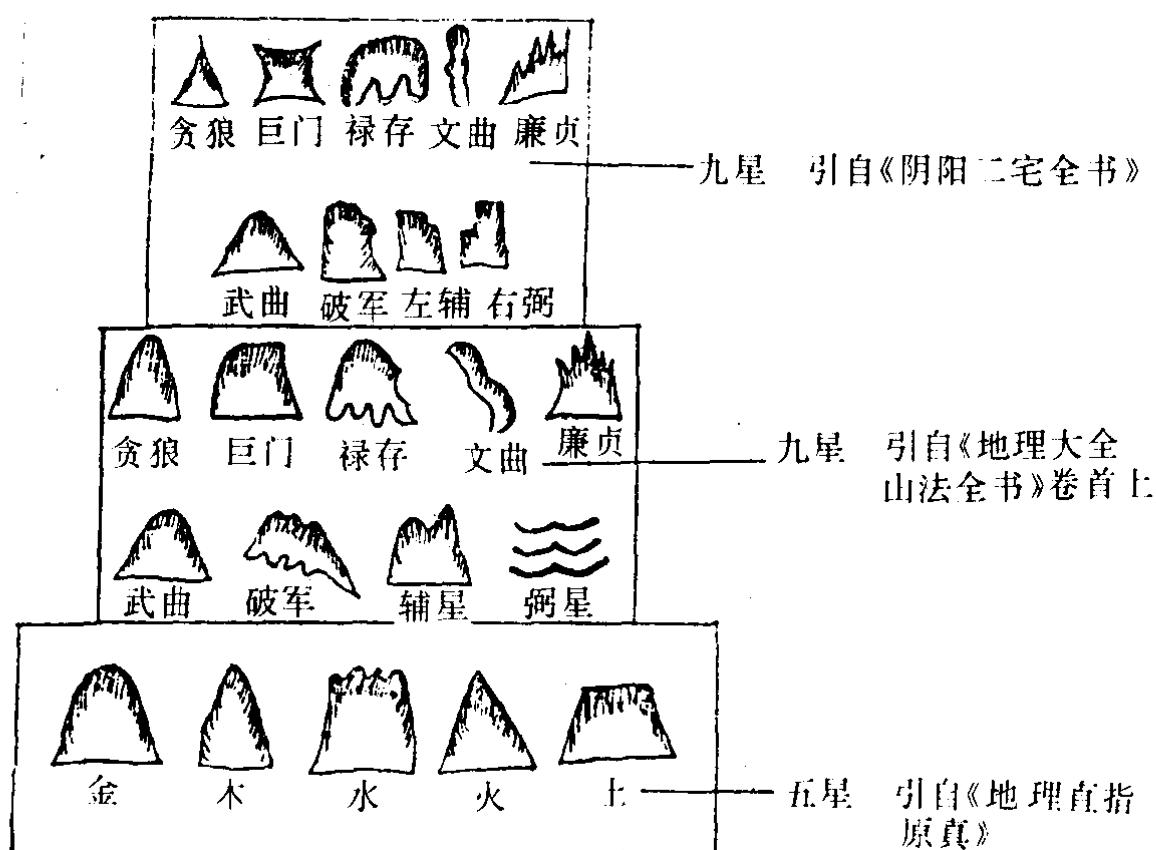 贪狼 巨门 禄存 文曲 廉贞
九星 引自《阴阳二宅全书》
武曲 破军 左辅 右弼
贪狼 巨门 禄存 文曲 廉贞
九星 引自《地理大全
山法全书》卷首上
武曲 破军 辅星 弼星
金 木 水 火 土
五星 引自《地理直指
原真》